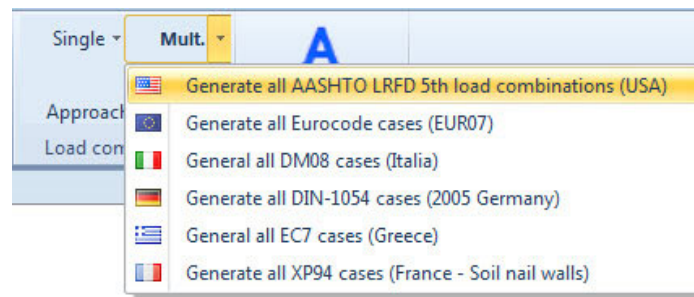 Single Mult.
A
Generate all AASHTO LRFD 5th load combinations (USA)
Approach
Generate all Eurocode cases (EUR07)
Load com
General all DM08 cases (Italia)
Generate all DIN-1054 cases (2005 Germany)
General all EC7 cases (Greece)
Generate all XP94 cases (France - Soil nail walls)